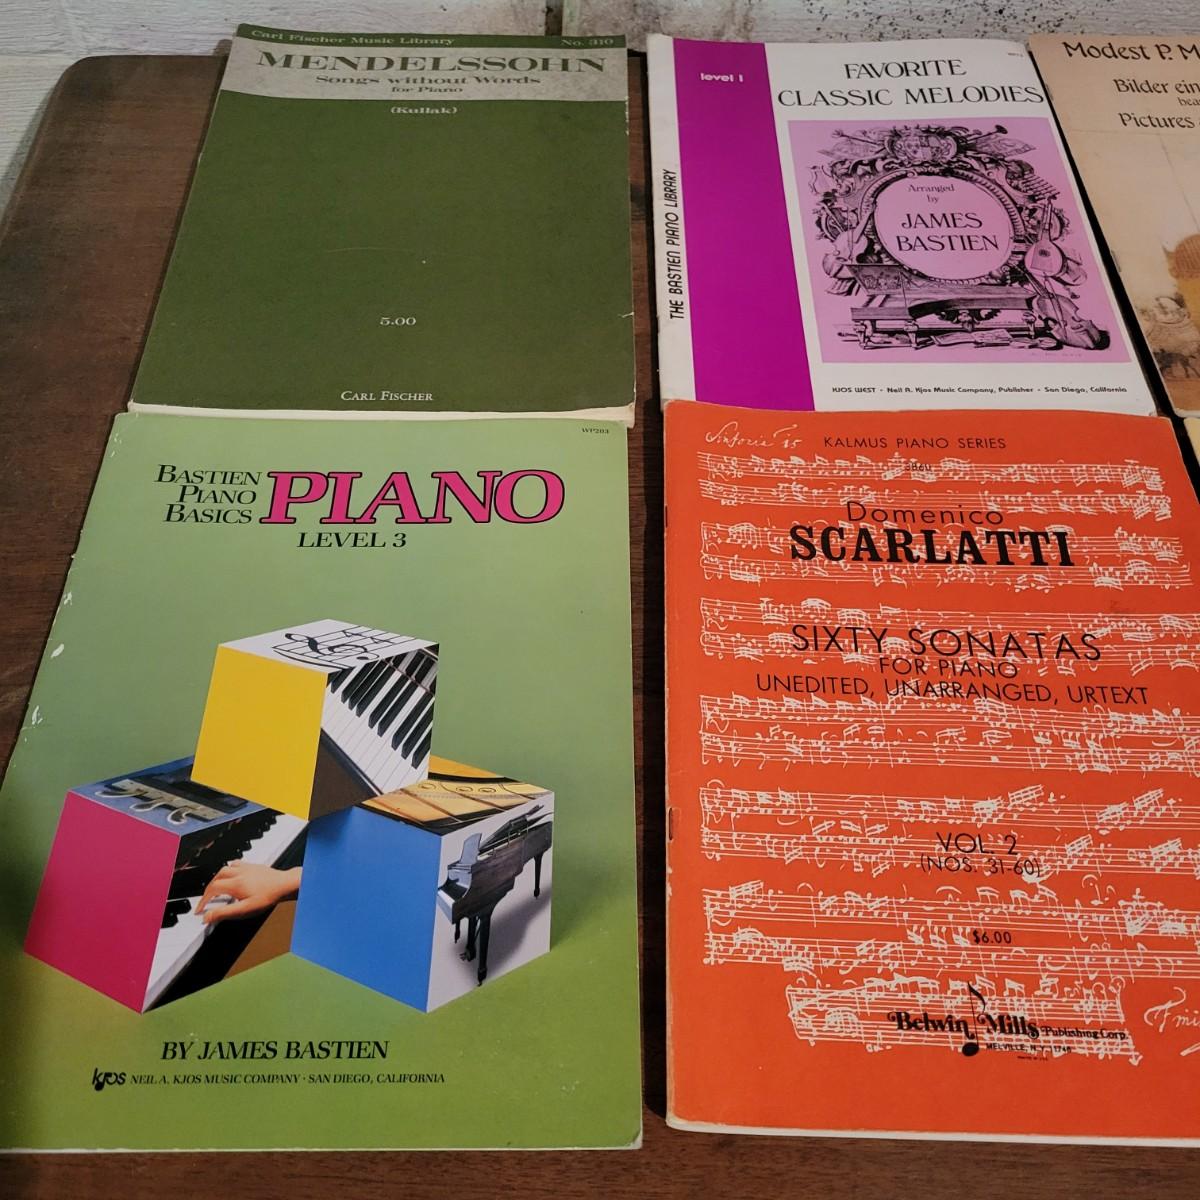 Carl Fischer Music Library No. 310
MENDELSSOHN
Songs without Words
for Piano
(Kullak)
5.00
CARL FISCHER
level I
THE BASTIEN PIANO LIBRARY
FAVORITE
CLASSIC MELODIES
Arranged
by
JAMES
BASTIEN
KJOS WEST • Neil A. Kjos Music Company, Publisher • San Diego, California
Modest P. M
Bilder ein
Pictures
WP203
BASTIEN
PIANO
BASICS
PIANO
LEVEL 3
BY JAMES BASTIEN
KJOS NEIL A. KJOS MUSIC COMPANY · SAN DIEGO, CALIFORNIA
KALMUS PIANO SERIES
Domenico
SCARLATTI
SIXTY SONATAS
FOR PIANO
UNEDITED, UNARRANGED, URTEXT
VOL. 2
(NOS. 31-60)
$6.00
Belwin Mills Publishing Corp.
MELVILLE, N.Y. 11746